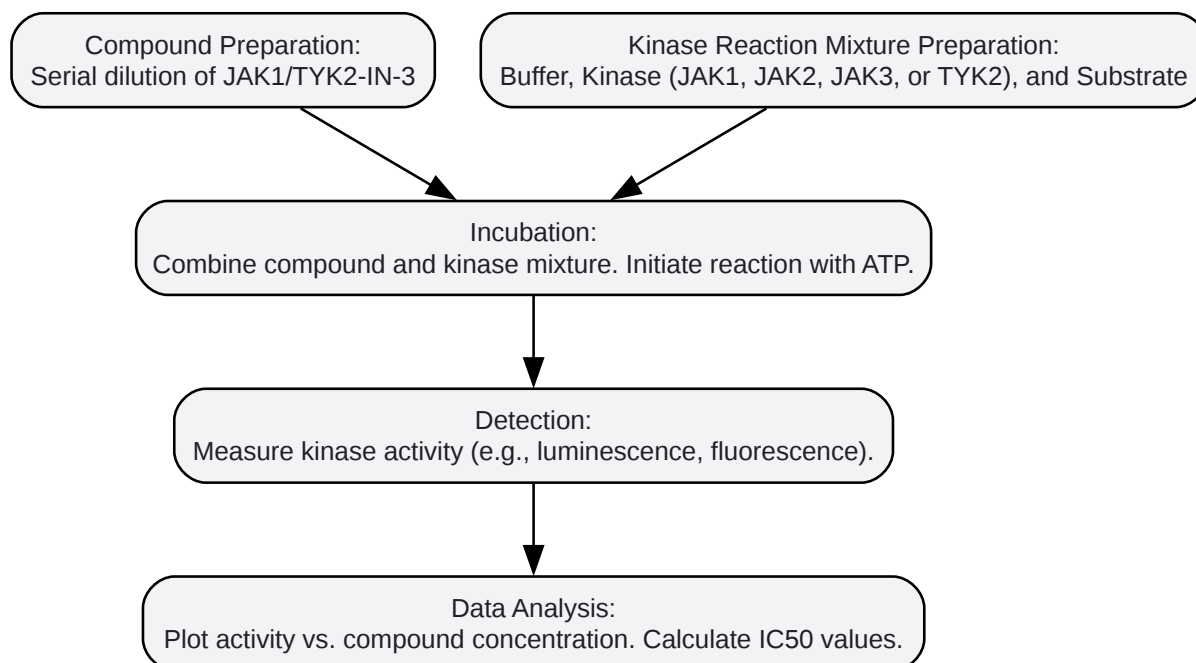 Compound Preparation:
Serial dilution of JAK1/TYK2-IN-3
Kinase Reaction Mixture Preparation:
Buffer, Kinase (JAK1, JAK2, JAK3, or TYK2), and Substrate
Incubation:
Combine compound and kinase mixture. Initiate reaction with ATP.
Detection:
Measure kinase activity (e.g., luminescence, fluorescence).
Data Analysis:
Plot activity vs. compound concentration. Calculate IC50 values.